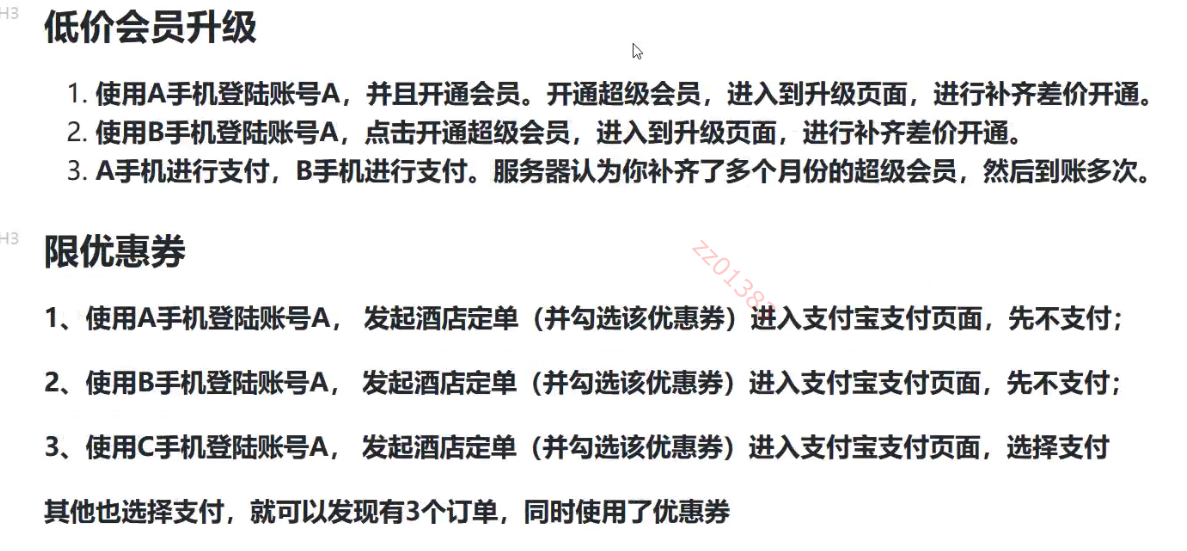 H3
低价会员升级
1. 使用A手机登陆账号A，并且开通会员。开通超级会员，进入到升级页面，进行补齐差价开通。
2. 使用B手机登陆账号A，点击开通超级会员，进入到升级页面，进行补齐差价开通。
3. A手机进行支付，B手机进行支付。服务器认为你补齐了多个月份的超级会员，然后到账多次。
H3
限优惠券
zz0138
1、使用A手机登陆账号A， 发起酒店定单（并勾选该优惠券）进入支付宝支付页面，先不支付；
2、使用B手机登陆账号A， 发起酒店定单（并勾选该优惠券）进入支付宝支付页面，先不支付；
3、使用C手机登陆账号A， 发起酒店定单（并勾选该优惠券）进入支付宝支付页面，选择支付
其他也选择支付，就可以发现有3个订单，同时使用了优惠券